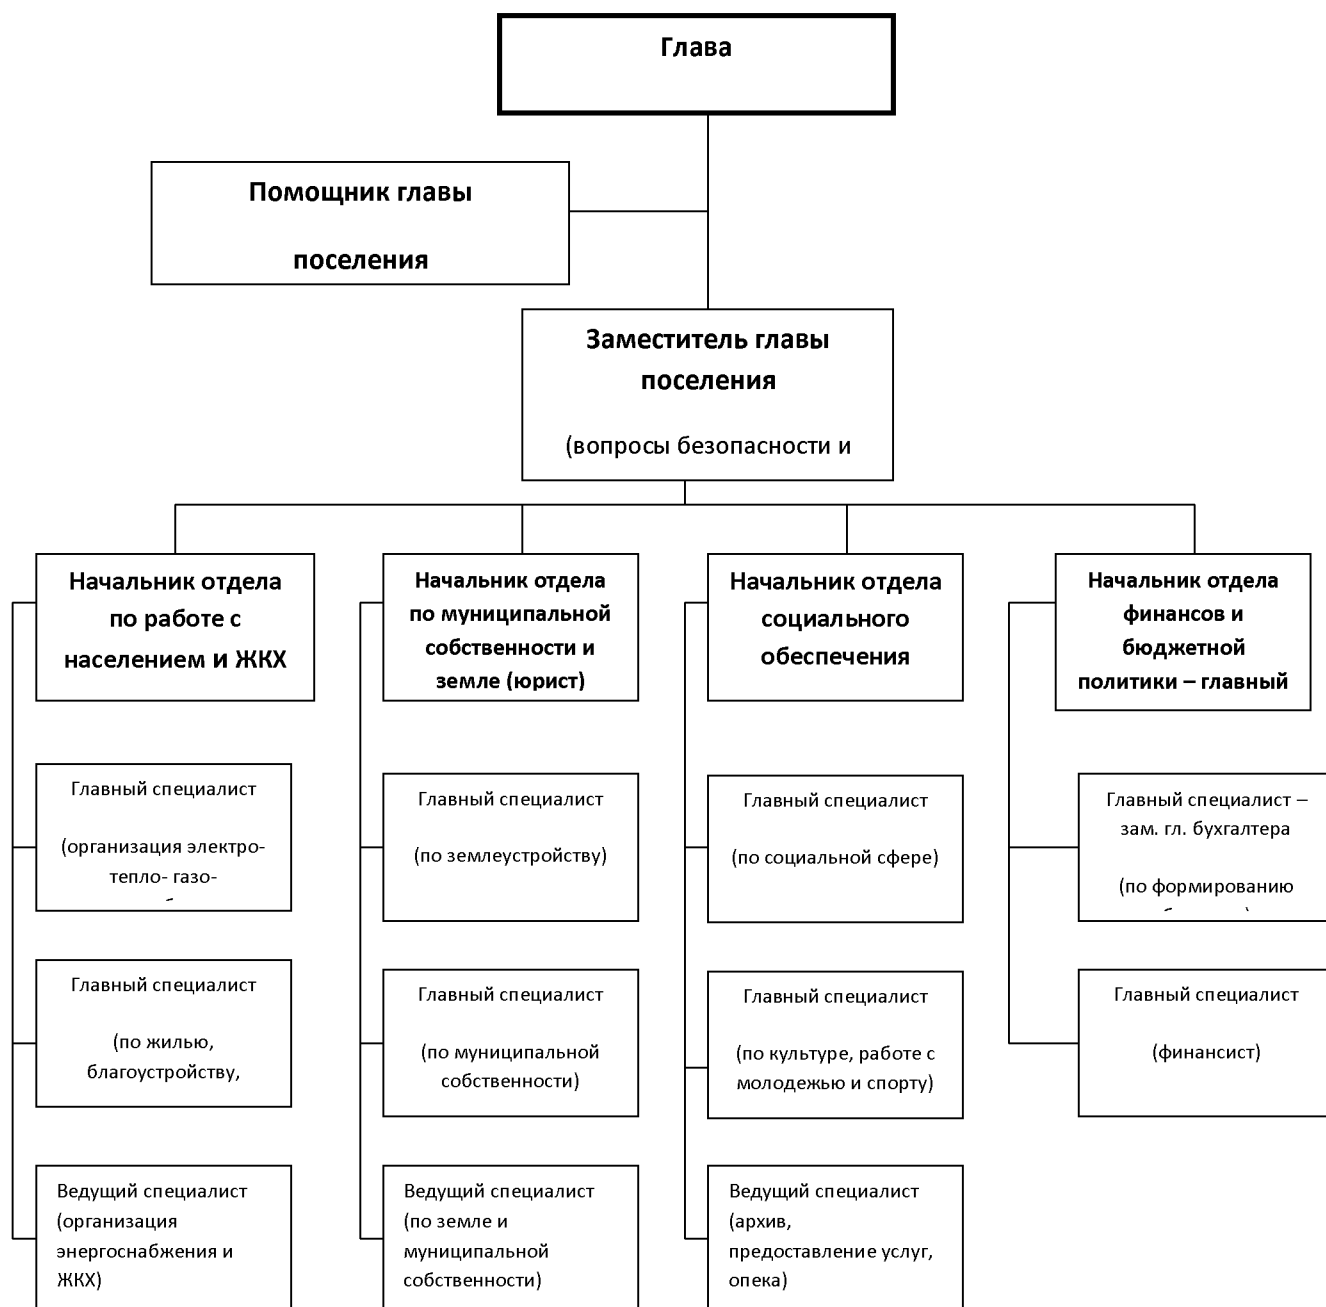 Глава
Помощник главы
поселения
Заместитель главы
поселения
(вопросы безопасности и
Начальник отдела
по работе с
населением и ЖКХ
Начальник отдела
по муниципальной
собственности и
земле (юрист)
Начальник отдела
социального
обеспечения
Начальник отдела
финансов и
бюджетной
политики – главный
Главный специалист
(организация электро-
тепло- газо-
Главный специалист
(по землеустройству)
Главный специалист
(по социальной сфере)
Главный специалист –
зам. гл. бухгалтера
(по формированию
Главный специалист
(по жилью,
благоустройству,
Главный специалист
(по муниципальной
собственности)
Главный специалист
(по культуре, работе с
молодежью и спорту)
Главный специалист
(финансист)
Ведущий специалист
(организация
энергоснабжения и
ЖКХ)
Ведущий специалист
(по земле и
муниципальной
собственности)
Ведущий специалист
(архив,
предоставление услуг,
опека)